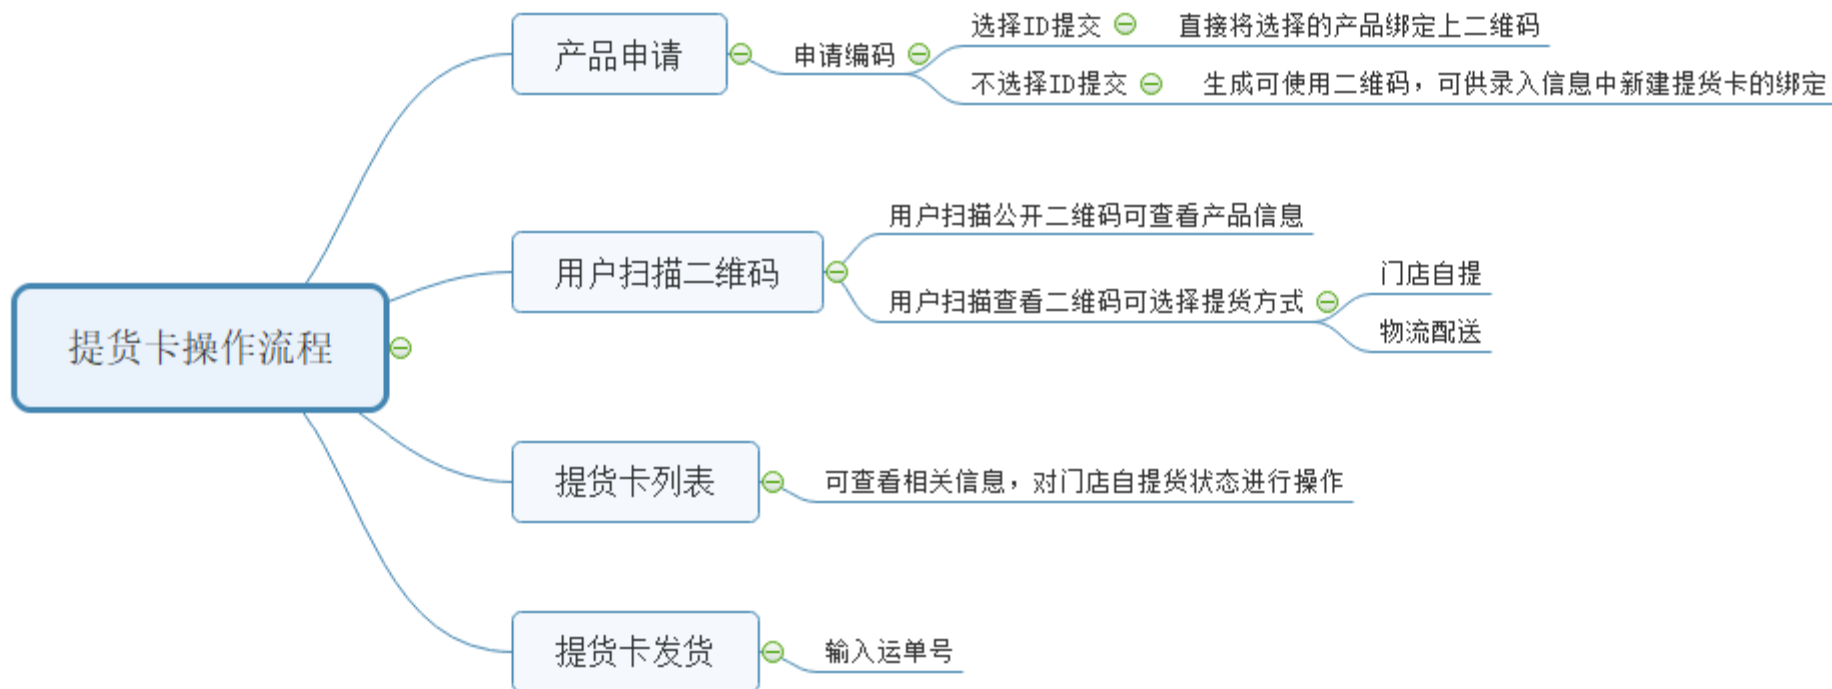 产品申请
申请编码
选择ID提交
直接将选择的产品绑定上二维码
不选择ID提交
生成可使用二维码，可供录入信息中新建提货卡的绑定
提货卡操作流程
用户扫描二维码
用户扫描公开二维码可查看产品信息
用户扫描查看二维码可选择提货方式
门店自提
物流配送
提货卡列表
可查看相关信息，对门店自提货状态进行操作
提货卡发货
输入运单号